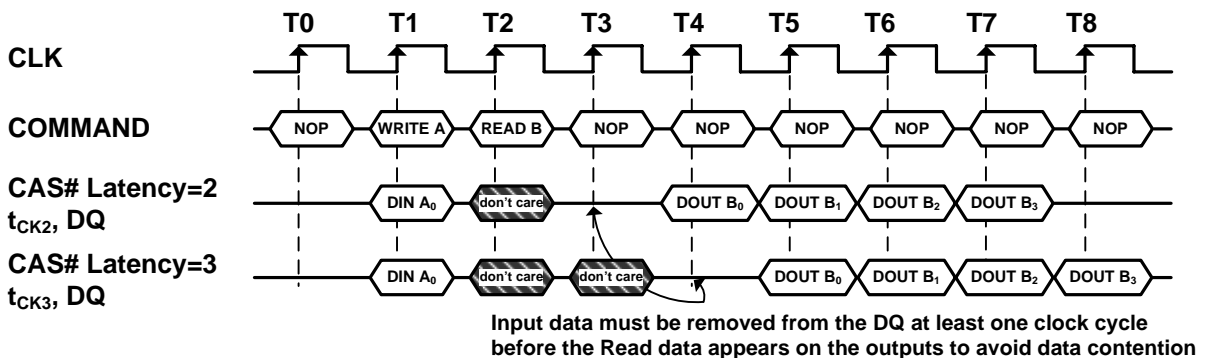 T0 T1 T2 T3 T4 T5 T6 T7 T8
CLK
COMMAND NOP WRITE A READ B NOP NOP NOP NOP NOP NOP
CAS# Latency=2
tCK2, DQ DIN A0 don't care DOUT B0 DOUT B1 DOUT B2 DOUT B3
CAS# Latency=3
tCK3, DQ DIN A0 don't care don't care DOUT B0 DOUT B1 DOUT B2 DOUT B3
Input data must be removed from the DQ at least one clock cycle
before the Read data appears on the outputs to avoid data contention